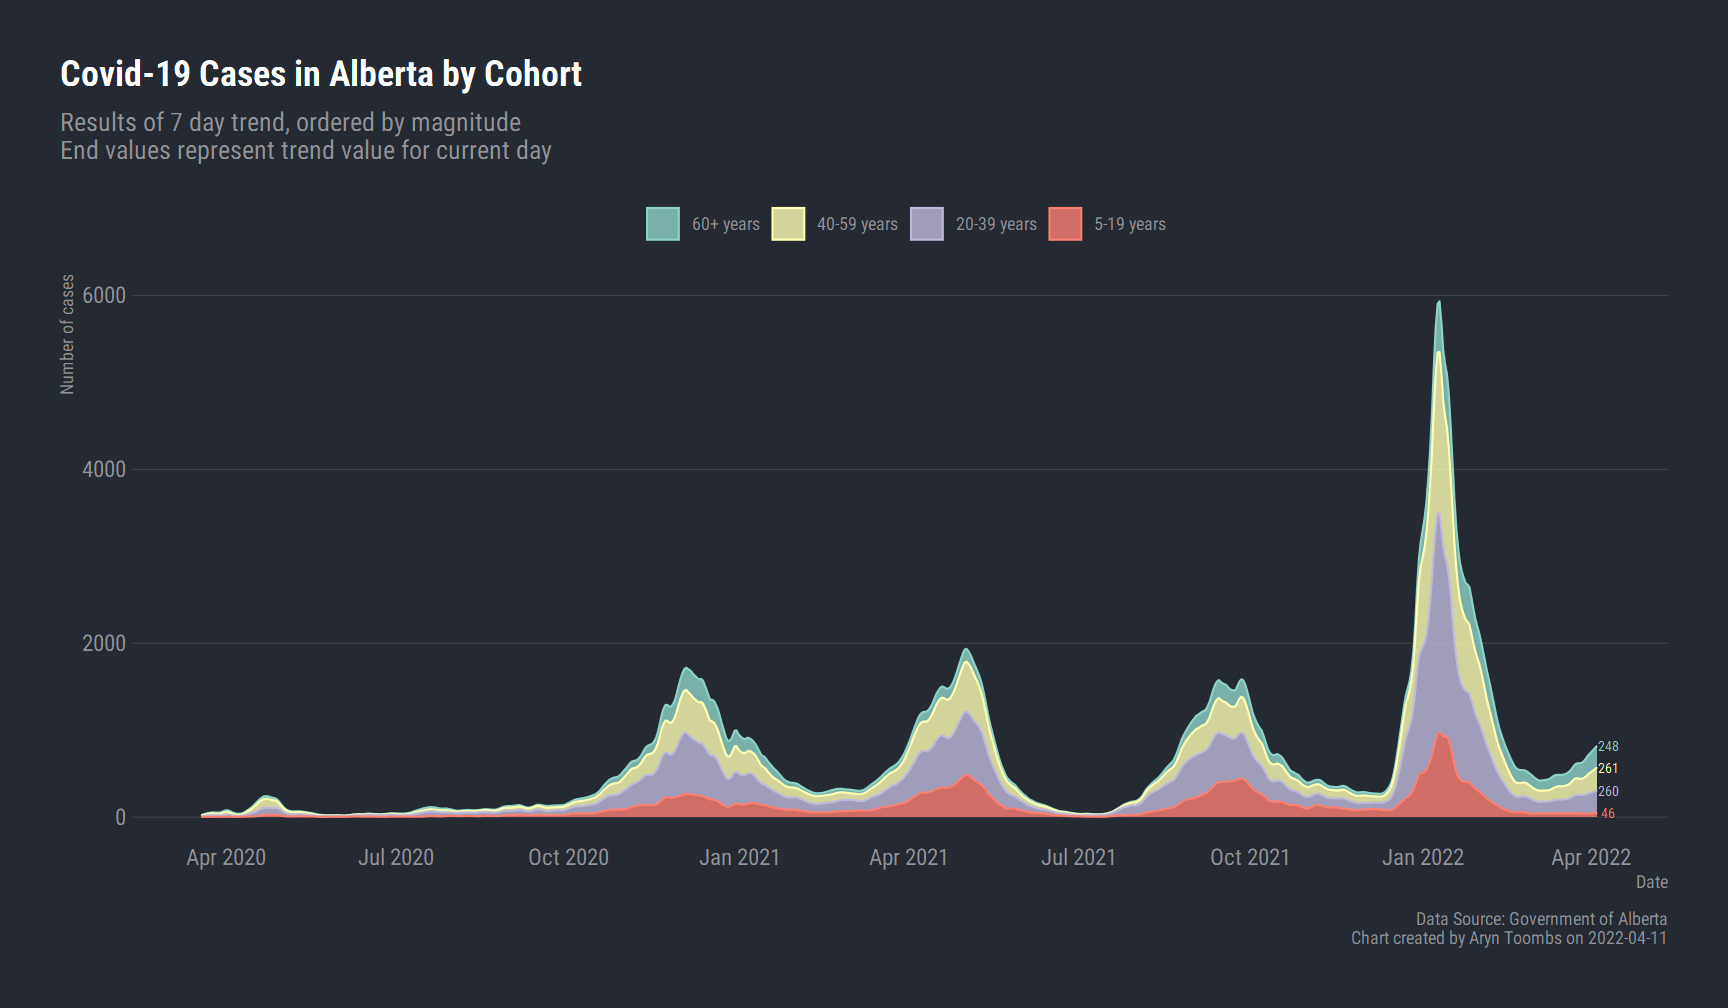 Covid-19 Cases in Alberta by Cohort
Results of 7 day trend, ordered by magnitude
End values represent trend value for current day
60+ years 40-59 years 20-39 years 5-19 years
Number of cases
6000
4000
2000
0
248
261
260
46
Apr 2020 Jul 2020 Oct 2020 Jan 2021 Apr 2021 Jul 2021 Oct 2021 Jan 2022 Apr 2022
Date
Data Source: Government of Alberta
Chart created by Aryn Toombs on 2022-04-11